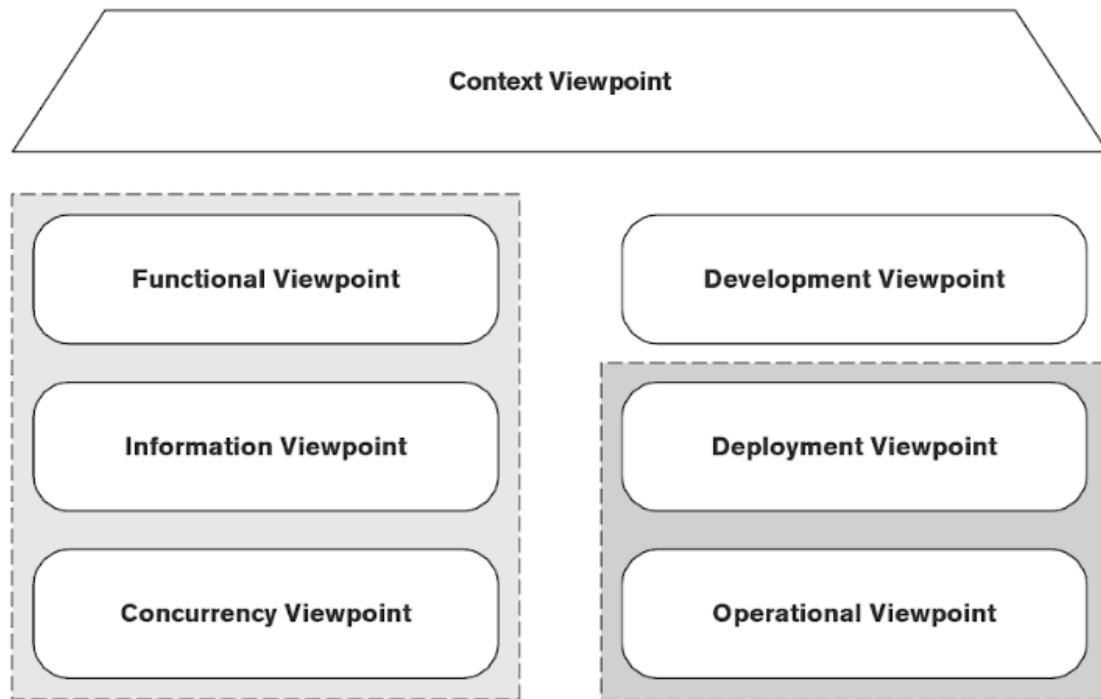 Context Viewpoint
Functional Viewpoint
Development Viewpoint
Information Viewpoint
Deployment Viewpoint
Concurrency Viewpoint
Operational Viewpoint